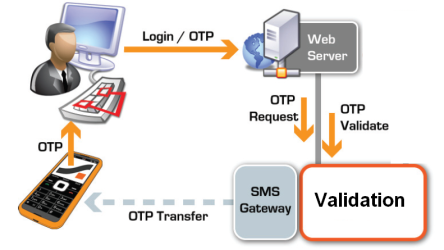 Login / OTP
Web
Server
OTP
Request
OTP
Validate
OTP
SMS
Gateway
Validation
OTP Transfer